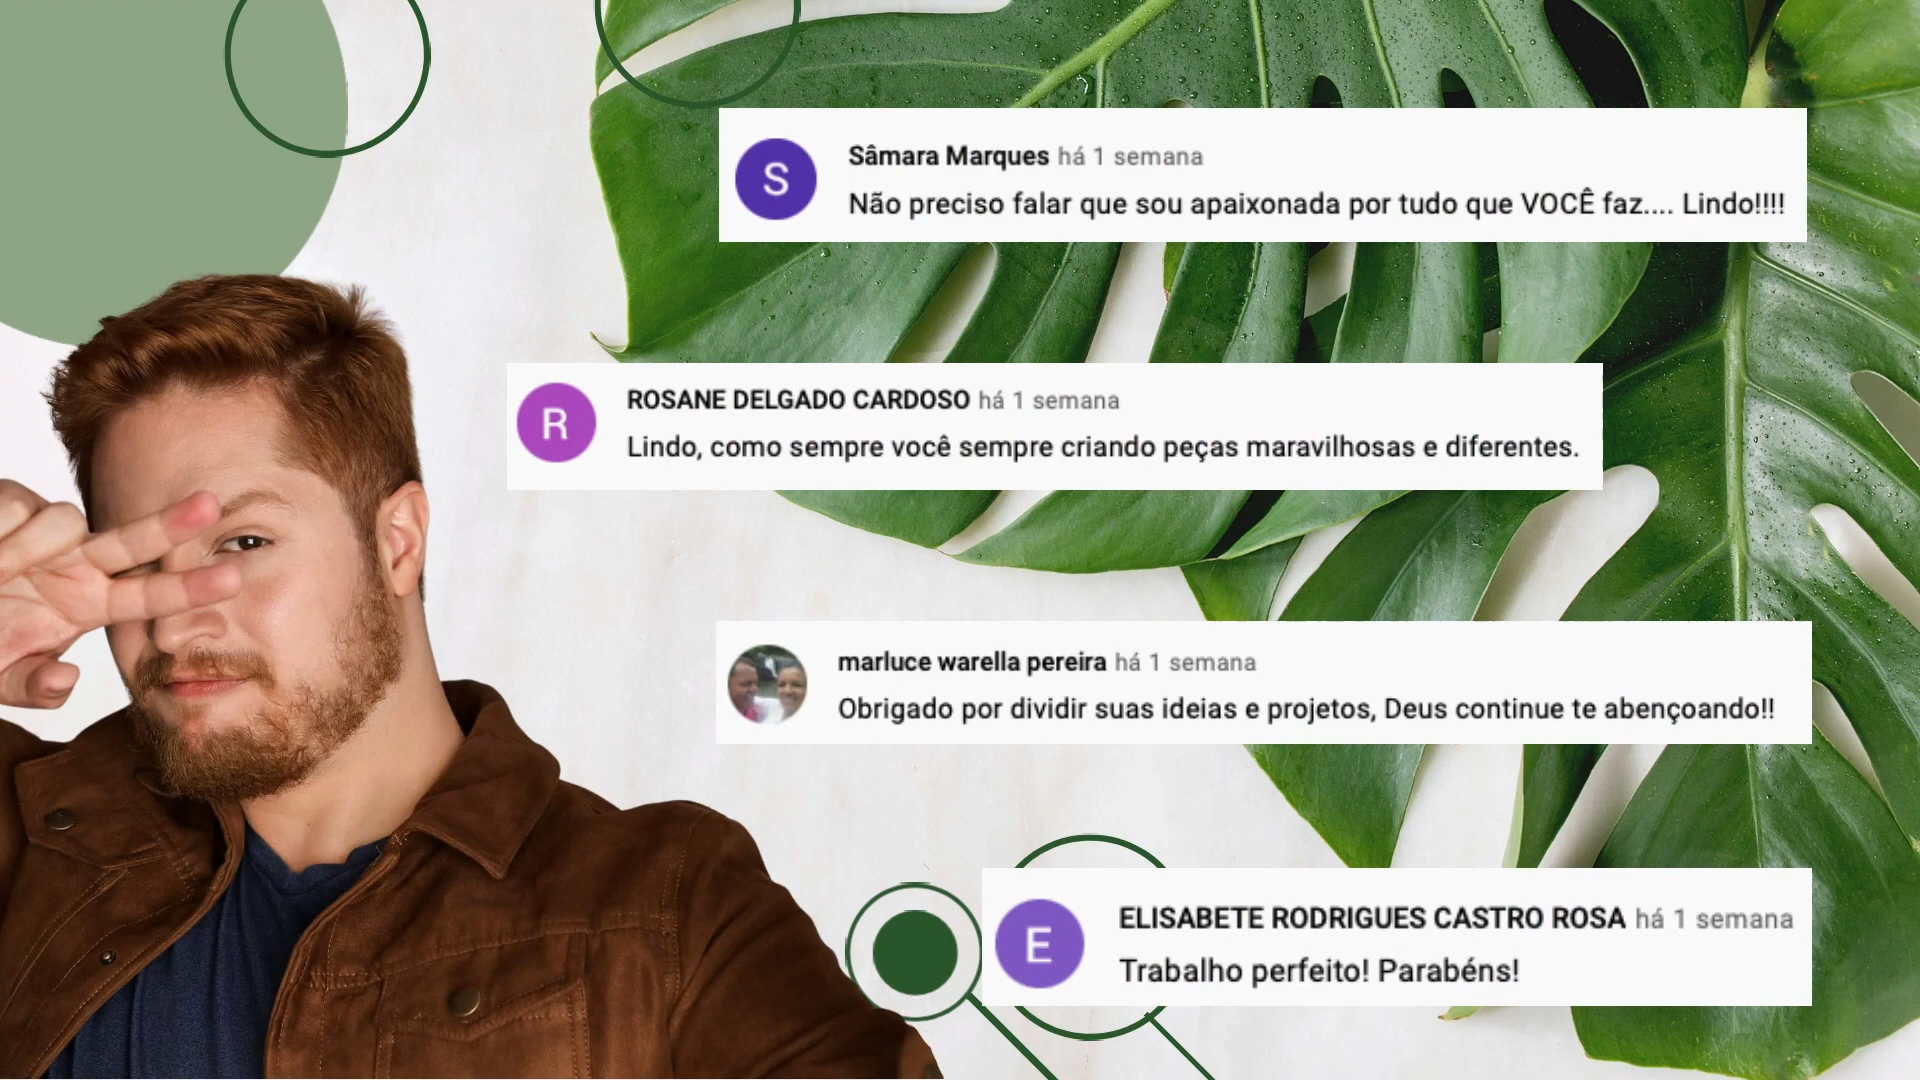 S
Sâmara Marques há 1 semana
Não preciso falar que sou apaixonada por tudo que VOCÊ faz.... Lindo!!!!
R
ROSANE DELGADO CARDOSO há 1 semana
Lindo, como sempre você sempre criando peças maravilhosas e diferentes.
marluce warella pereira há 1 semana
Obrigado por dividir suas ideias e projetos, Deus continue te abençoando!!
E
ELISABETE RODRIGUES CASTRO ROSA há 1 semana
Trabalho perfeito! Parabéns!